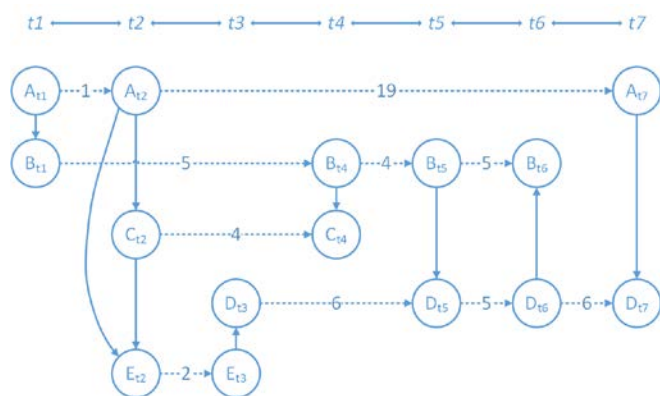 t1 t2 t3 t4 t5 t6 t7
At1 1 At2 19 At7
Bt1 5 Bt4 4 Bt5 5 Bt6
Ct2 4 Ct4
Dt3 6 Dt5 5 Dt6 6 Dt7
Et2 2 Et3